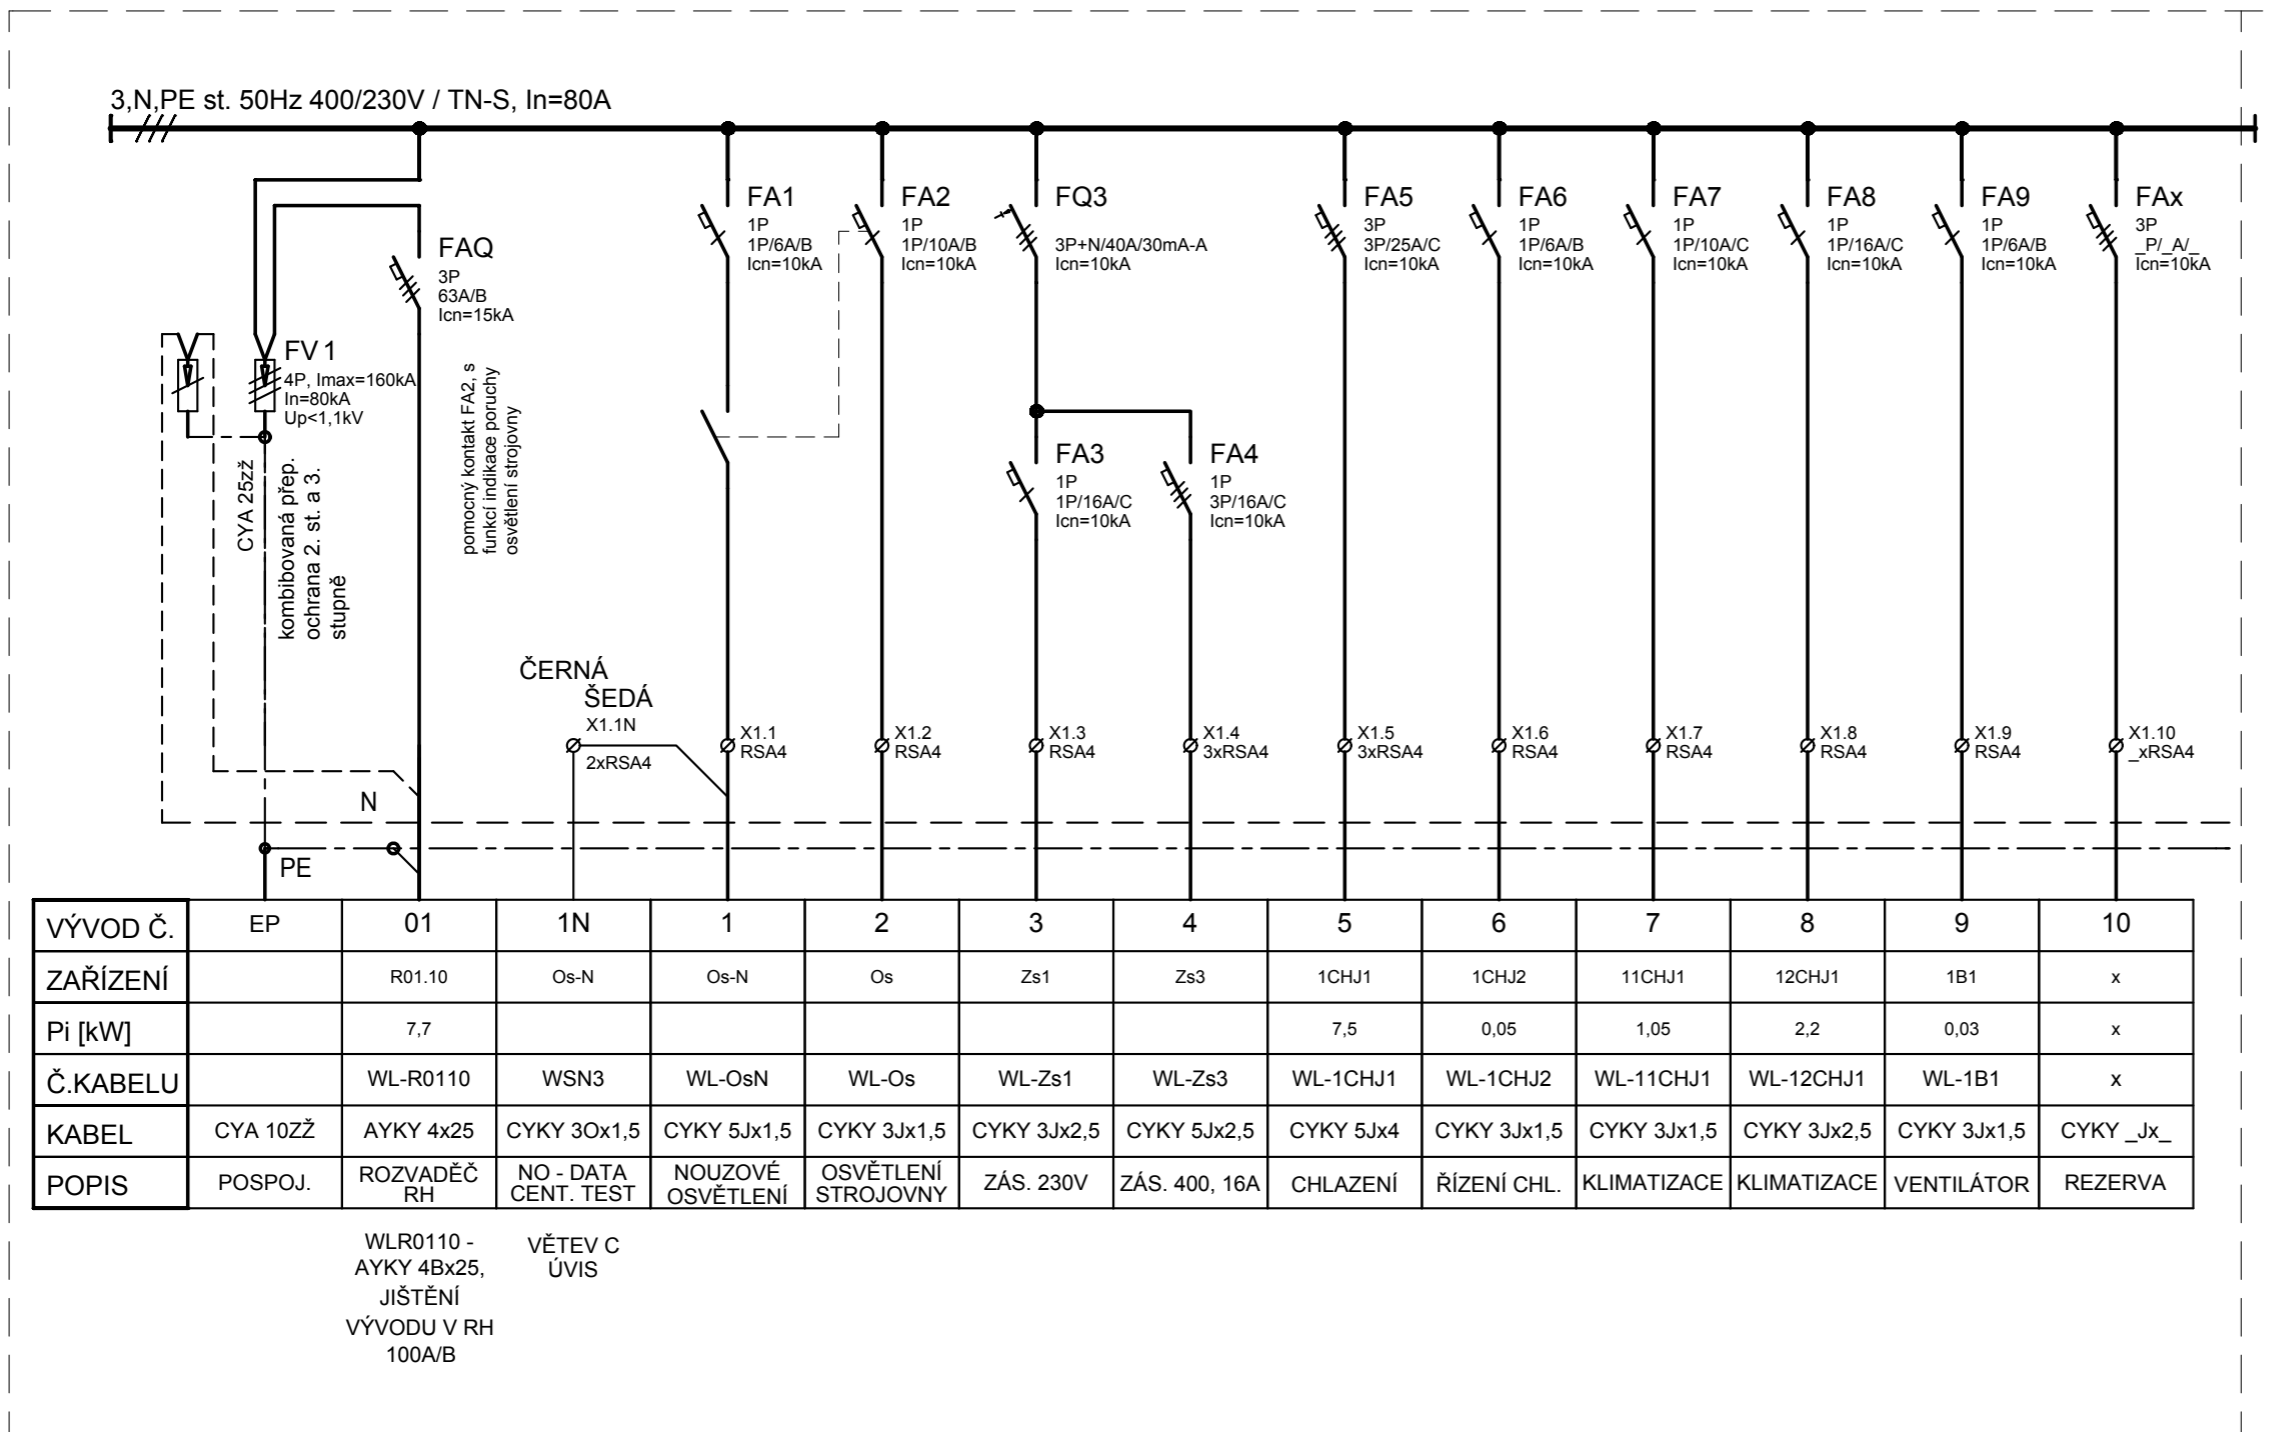 3,N,PE st. 50Hz 400/230V / TN-S, In=80A
FAQ
3P
63A/B
Icn=15kA
FV 1
4P, Imax=160kA
In=80kA
Up<1,1kV
CYA 25zž
kombibovaná přep.
ochrana 2. st. a 3.
stupně
pomocný kontakt FA2, s
funkcí indikace poruchy
osvětlení strojovny
FA1
1P
1P/6A/B
Icn=10kA
FA2
1P
1P/10A/B
Icn=10kA
FQ3
3P+N/40A/30mA-A
Icn=10kA
FA3
1P
1P/16A/C
Icn=10kA
FA4
1P
3P/16A/C
Icn=10kA
FA5
3P
3P/25A/C
Icn=10kA
FA6
1P
1P/6A/B
Icn=10kA
FA7
1P
1P/10A/C
Icn=10kA
FA8
1P
1P/16A/C
Icn=10kA
FA9
1P
1P/6A/B
Icn=10kA
FAx
3P
_P/_A/_
Icn=10kA
ČERNÁ
ŠEDÁ
X1.1N
2xRSA4
X1.1
RSA4
X1.2
RSA4
X1.3
RSA4
X1.4
3xRSA4
X1.5
3xRSA4
X1.6
RSA4
X1.7
RSA4
X1.8
RSA4
X1.9
RSA4
X1.10
_xRSA4
N
PE
VÝVOD Č. EP 01 1N 1 2 3 4 5 6 7 8 9 10
ZAŘÍZENÍ R01.10 Os-N Os-N Os Zs1 Zs3 1CHJ1 1CHJ2 11CHJ1 12CHJ1 1B1 x
Pi [kW] 7,7 7,5 0,05 1,05 2,2 0,03 x
Č.KABELU WL-R0110 WSN3 WL-OsN WL-Os WL-Zs1 WL-Zs3 WL-1CHJ1 WL-1CHJ2 WL-11CHJ1 WL-12CHJ1 WL-1B1 x
KABEL CYA 10ZŽ AYKY 4x25 CYKY 3Ox1,5 CYKY 5Jx1,5 CYKY 3Jx1,5 CYKY 3Jx2,5 CYKY 5Jx2,5 CYKY 5Jx4 CYKY 3Jx1,5 CYKY 3Jx1,5 CYKY 3Jx2,5 CYKY 3Jx1,5 CYKY _Jx_
POPIS POSPOJ. ROZVADĚČ RH NO - DATA CENT. TEST NOUZOVÉ OSVĚTLENÍ OSVĚTLENÍ STROJOVNY ZÁS. 230V ZÁS. 400, 16A CHLAZENÍ ŘÍZENÍ CHL. KLIMATIZACE KLIMATIZACE VENTILÁTOR REZERVA
WLR0110 -
AYKY 4Bx25,
JIŠTĚNÍ
VÝVODU V RH
100A/B
VĚTEV C
ÚVIS